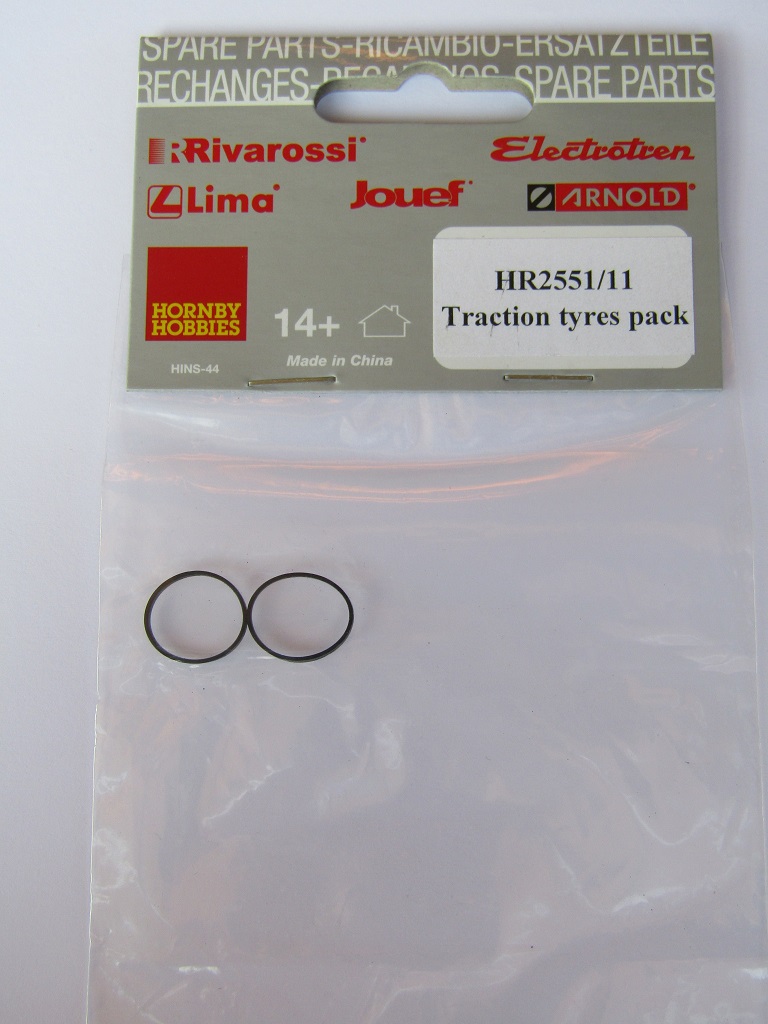 SPARE PARTS-RICAMBIO-ERSATZTEILE
RECHANGES- SPARE PARTS
Rivarossi
Electrotren
Lima
Jouef
ARNOLD
HORNBY
HOBBIES
14+
HR2551/11
Traction tyres pack
Made in China
HINS-44